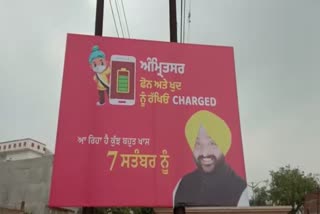 ਅੰਮ੍ਰਿਤਸਰ
ਫੋਨ ਅਤੇ ਖੁਦ
ਨੂੰ ਰੱਖਿਓ CHARGED
ਆ ਰਿਹਾ ਹੈ ਕੁੱਝ ਬਹੁਤ ਖਾਸ
7 ਸਤੰਬਰ ਨੂੰ